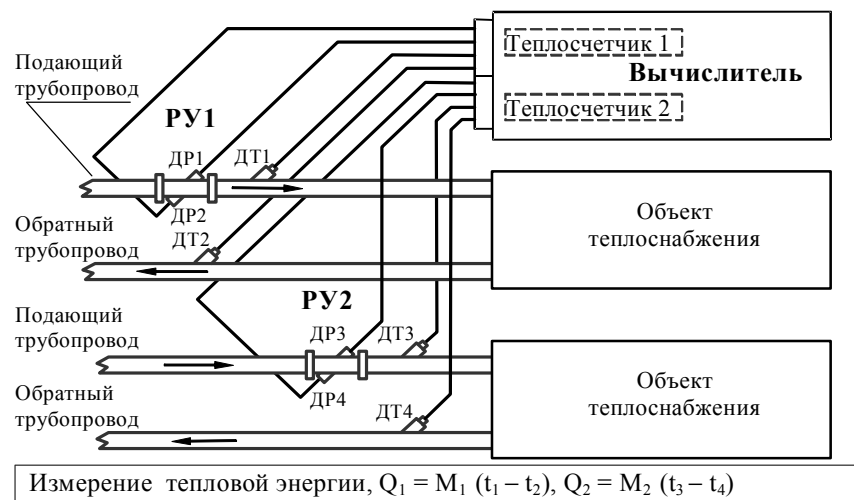 Теплосчетчик 1
Вычислитель
Теплосчетчик 2
Подающий
трубопровод
РУ1
ДР1
ДТ1
ДР2
Обратный
трубопровод
ДТ2
Объект
теплоснабжения
РУ2
Подающий
трубопровод
ДР3
ДТ3
ДР4
Обратный
трубопровод
ДТ4
Объект
теплоснабжения
Измерение тепловой энергии, Q₁ = M₁ (t₁ – t₂), Q₂ = M₂ (t₃ – t₄)